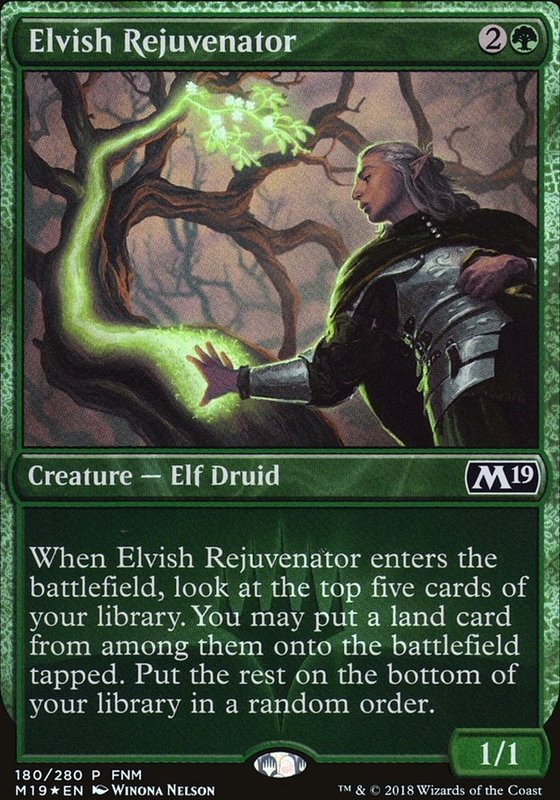 Elvish Rejuvenator 2
Creature — Elf Druid M19
When Elvish Rejuvenator enters the
battlefield, look at the top five cards of
your library. You may put a land card
from among them onto the battlefield
tapped. Put the rest on the bottom of
your library in a random order.
1/1
180/280 P FNM
M19★EN Winona Nelson ™ & © 2018 Wizards of the Coast